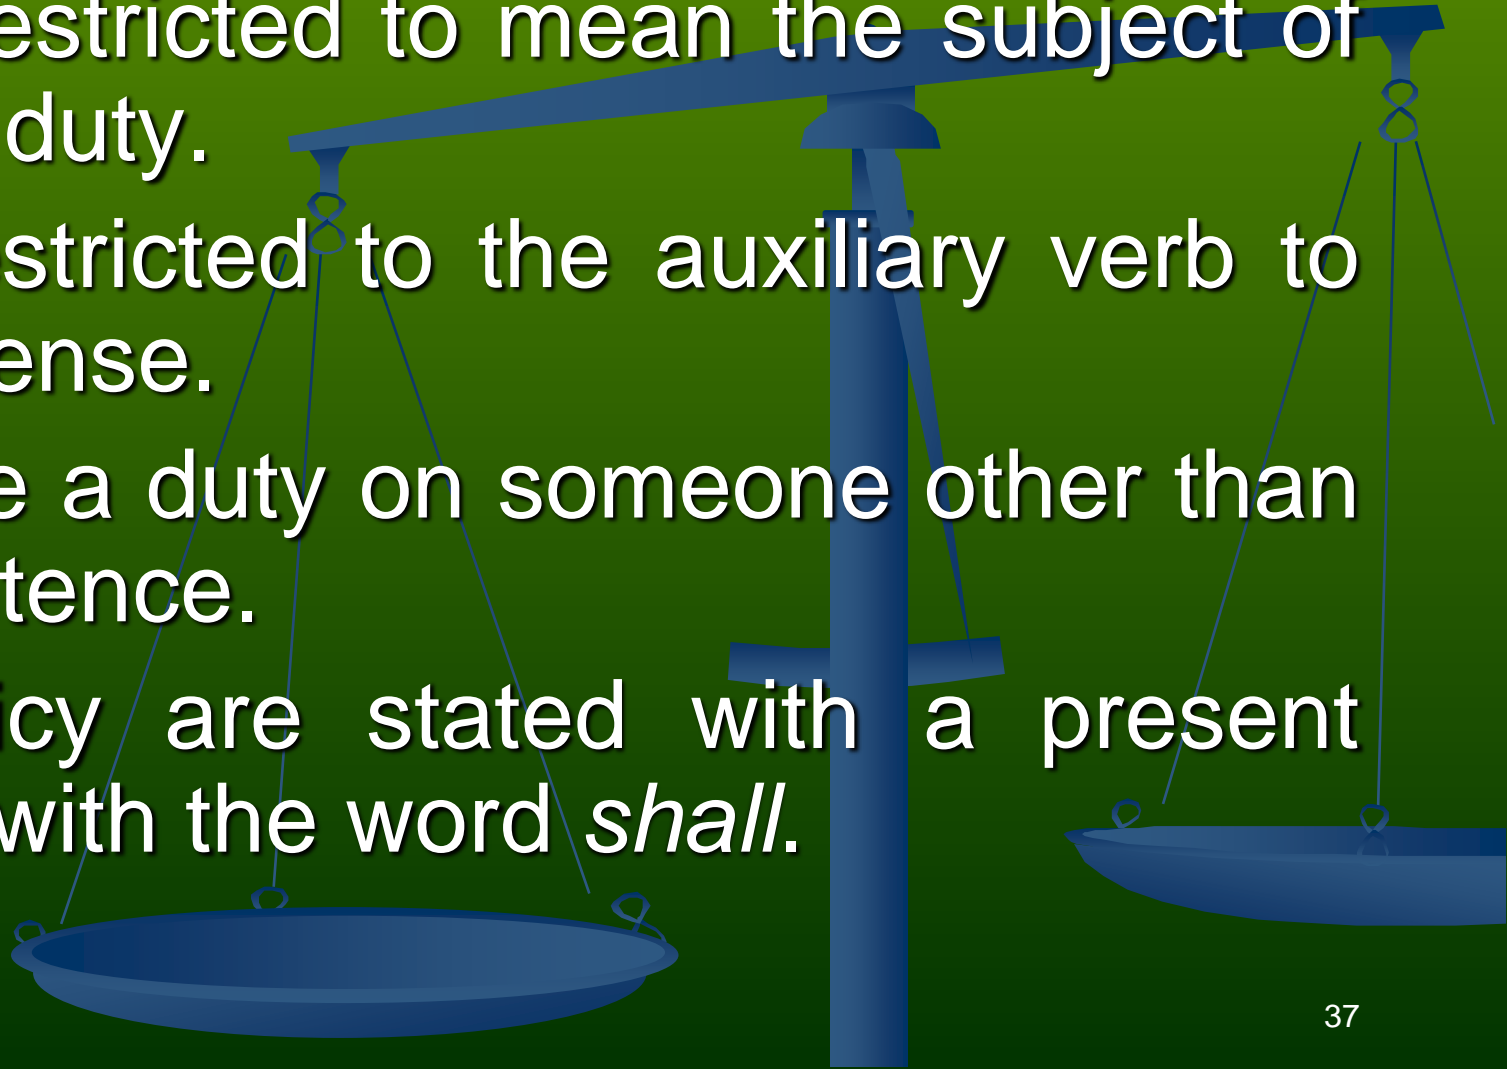 estricted to mean the subject of
duty.
stricted to the auxiliary verb to
ense.
e a duty on someone other than
tence.
icy are stated with a present
with the word shall.
37